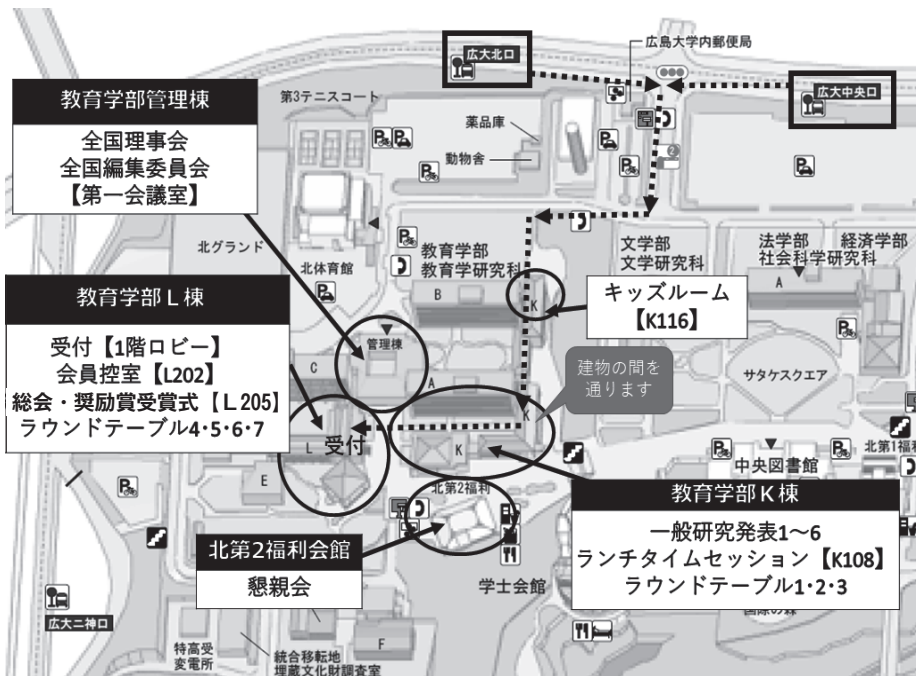 広大北口
広島大学内郵便局
広大中央口
教育学部管理棟
全国理事会
全国編集委員会
【第一会議室】
第3テニスコート
薬品庫
動物舎
2
北グランド
北体育館
教育学部
教育学研究科
文学部
文学研究科
法学部
経済学部
社会科学研究科
A
B
K
キッズルーム
【K116】
教育学部L棟
受付【1階ロビー】
会員控室【L202】
総会・奨励賞受賞式【L205】
ラウンドテーブル4・5・6・7
管理棟
C
A
建物の間を
通ります
サタケスクエア
K
L
受付
K
E
北第2福利
中央図書館
北第1福利
教育学部K棟
一般研究発表1～6
ランチタイムセッション【K108】
ラウンドテーブル1・2・3
北第2福利会館
懇親会
学士会館
広大二神口
特高受
変電所
統合移転地
埋蔵文化財調査室
F